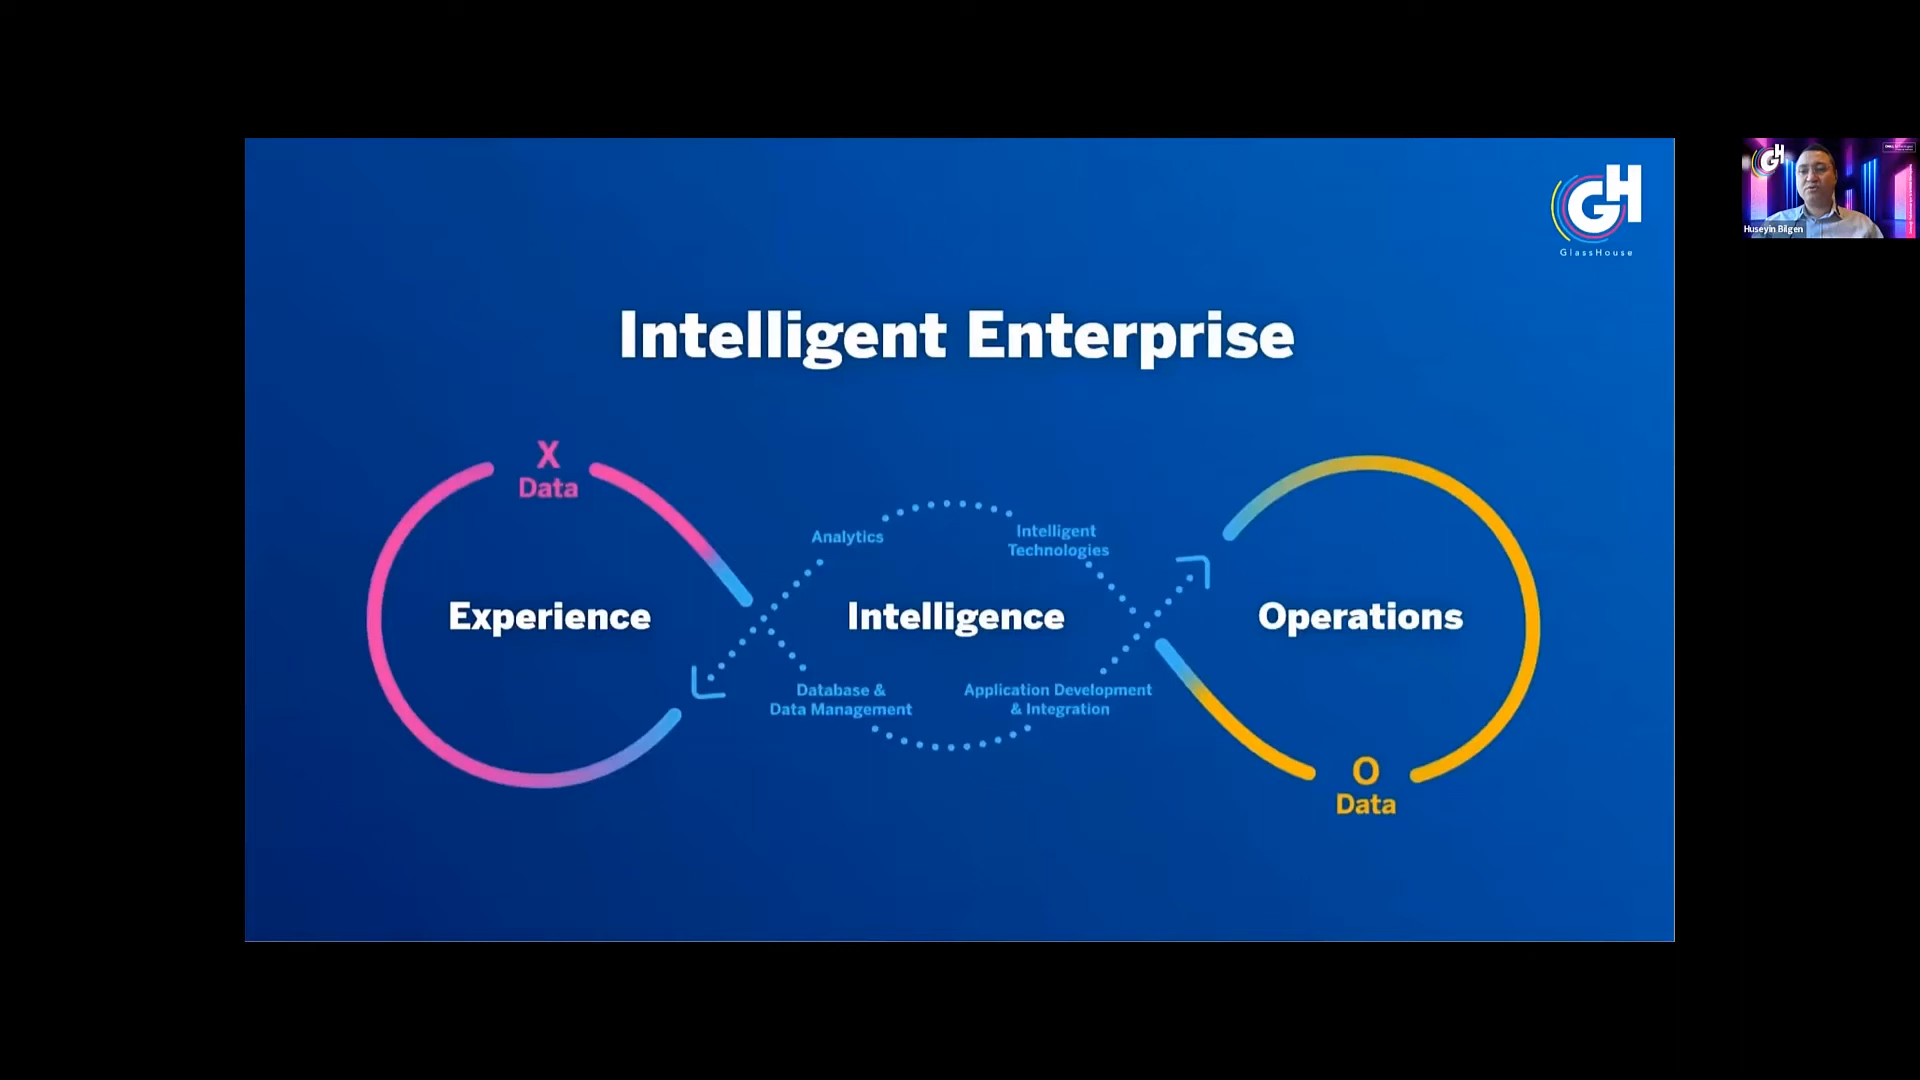 GH
GlassHouse
Intelligent Enterprise
X
Data
Experience
Analytics
Intelligent
Technologies
Intelligence
Database &
Data Management
Application Development
& Integration
Operations
O
Data
GH
Huseyin Bilgen